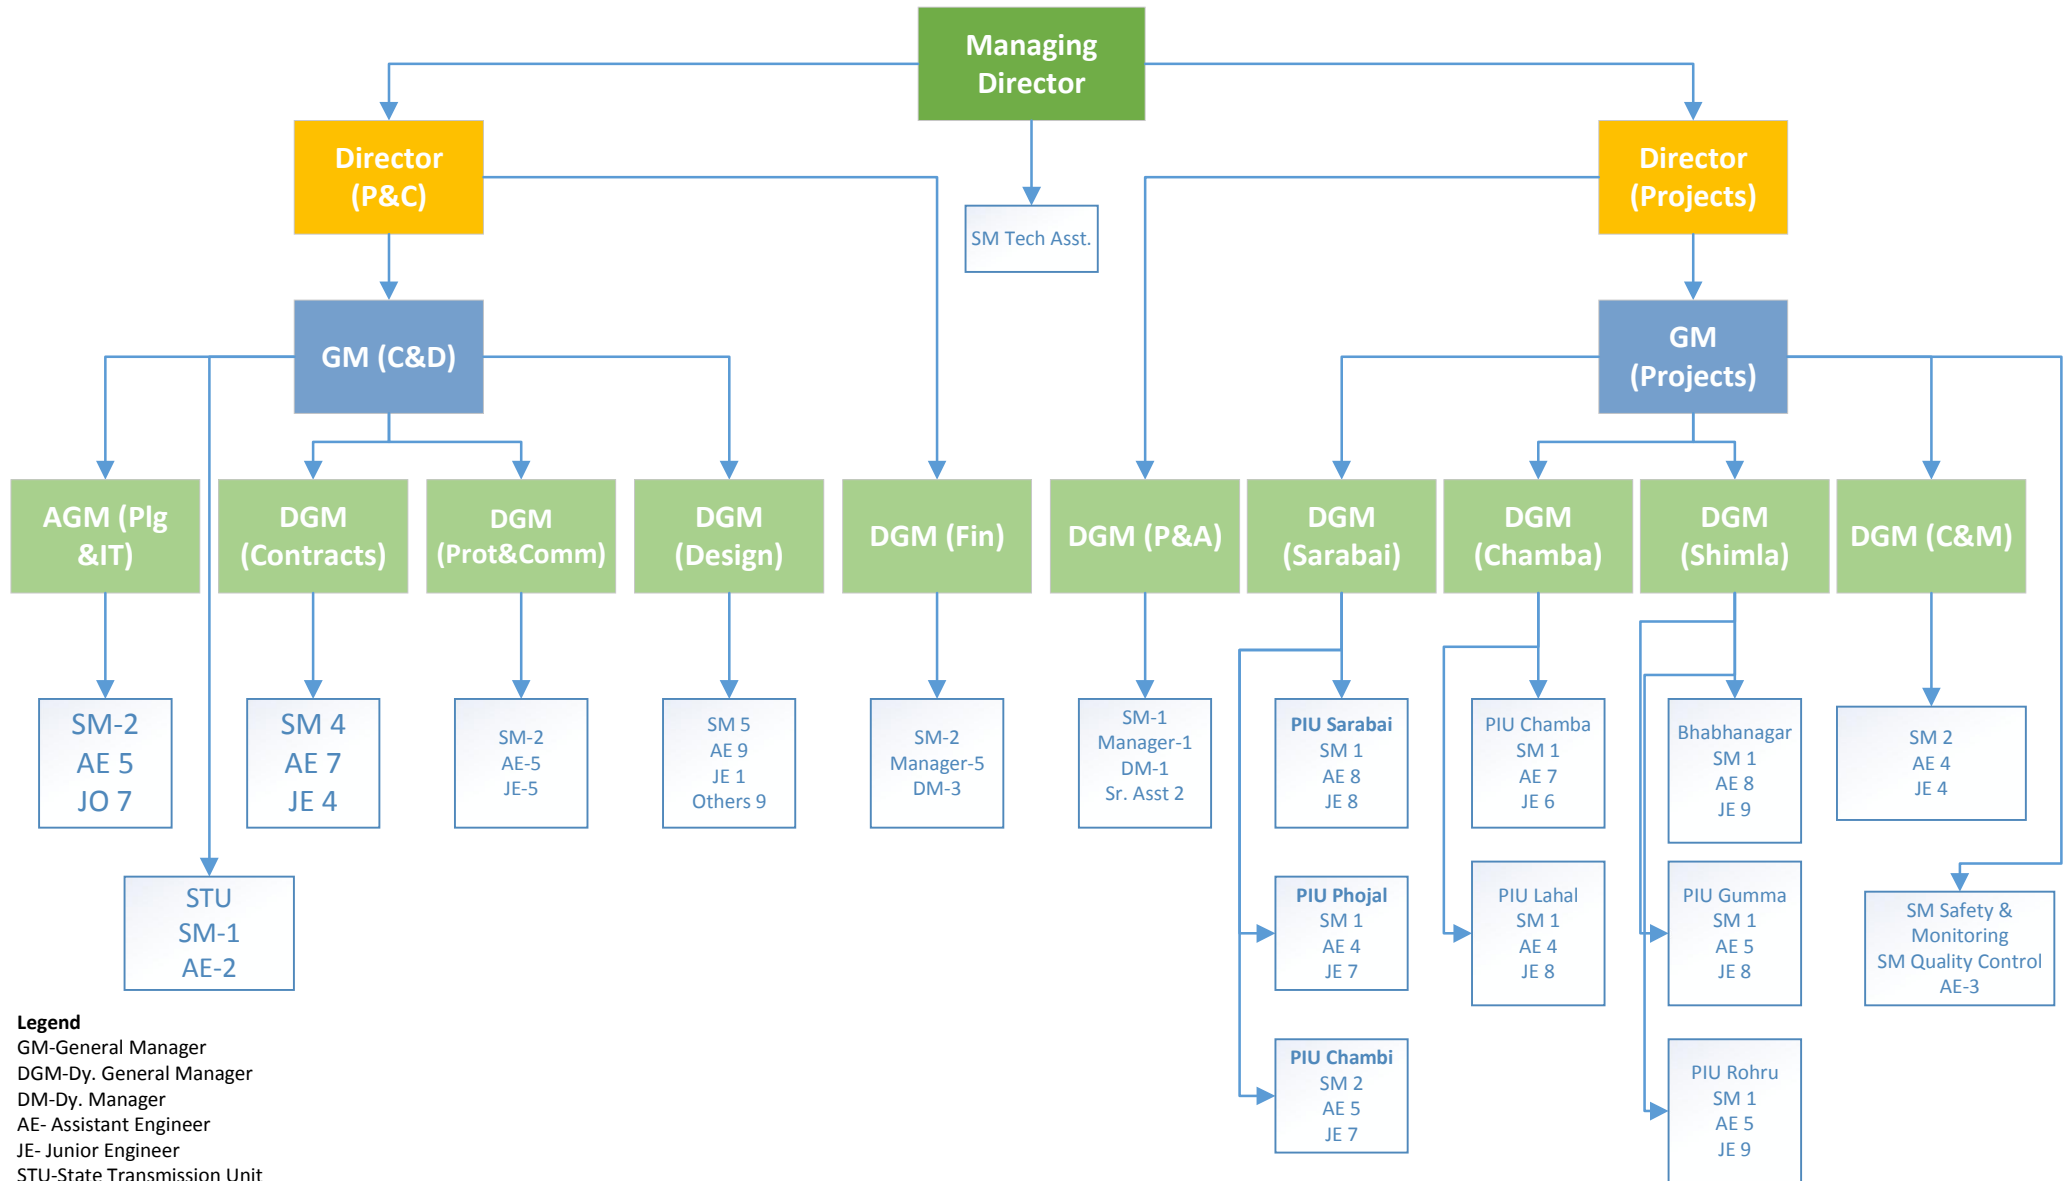 Managing
Director
Director
(P&C)
Director
(Projects)
SM Tech Asst.
GM (C&D)
GM
(Projects)
AGM (Plg
&IT)
DGM
(Contracts)
DGM
(Prot&Comm)
DGM
(Design)
DGM (Fin)
DGM (P&A)
DGM
(Sarabai)
DGM
(Chamba)
DGM
(Shimla)
DGM (C&M)
SM-2
AE 5
JO 7
SM 4
AE 7
JE 4
SM-2
AE-5
JE-5
SM 5
AE 9
JE 1
Others 9
SM-2
Manager-5
DM-3
SM-1
Manager-1
DM-1
Sr. Asst 2
PIU Sarabai
SM 1
AE 8
JE 8
PIU Chamba
SM 1
AE 7
JE 6
Bhabhanagar
SM 1
AE 8
JE 9
SM 2
AE 4
JE 4
STU
SM-1
AE-2
PIU Phojal
SM 1
AE 4
JE 7
PIU Lahal
SM 1
AE 4
JE 8
PIU Gumma
SM 1
AE 5
JE 8
SM Safety &
Monitoring
SM Quality Control
AE-3
PIU Chambi
SM 2
AE 5
JE 7
PIU Rohru
SM 1
AE 5
JE 9
Legend
GM-General Manager
DGM-Dy. General Manager
DM-Dy. Manager
AE- Assistant Engineer
JE- Junior Engineer
STU-State Transmission Unit